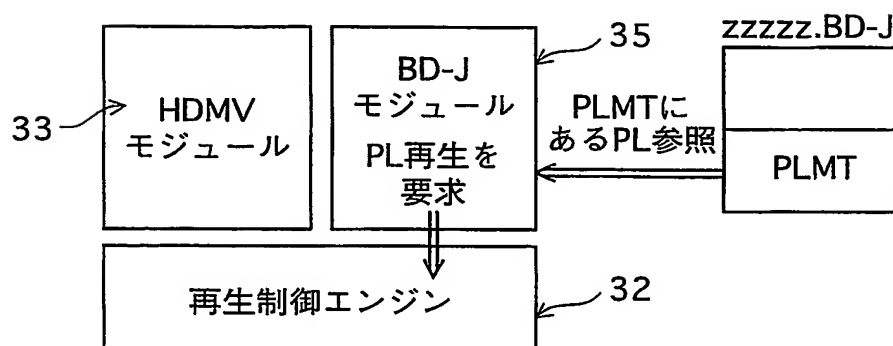 zzzzz.BD-J
35
BD-J
モジュール
PL再生を
要求
33
HDMV
モジュール
PLMTに
あるPL参照
PLMT
再生制御エンジン
32